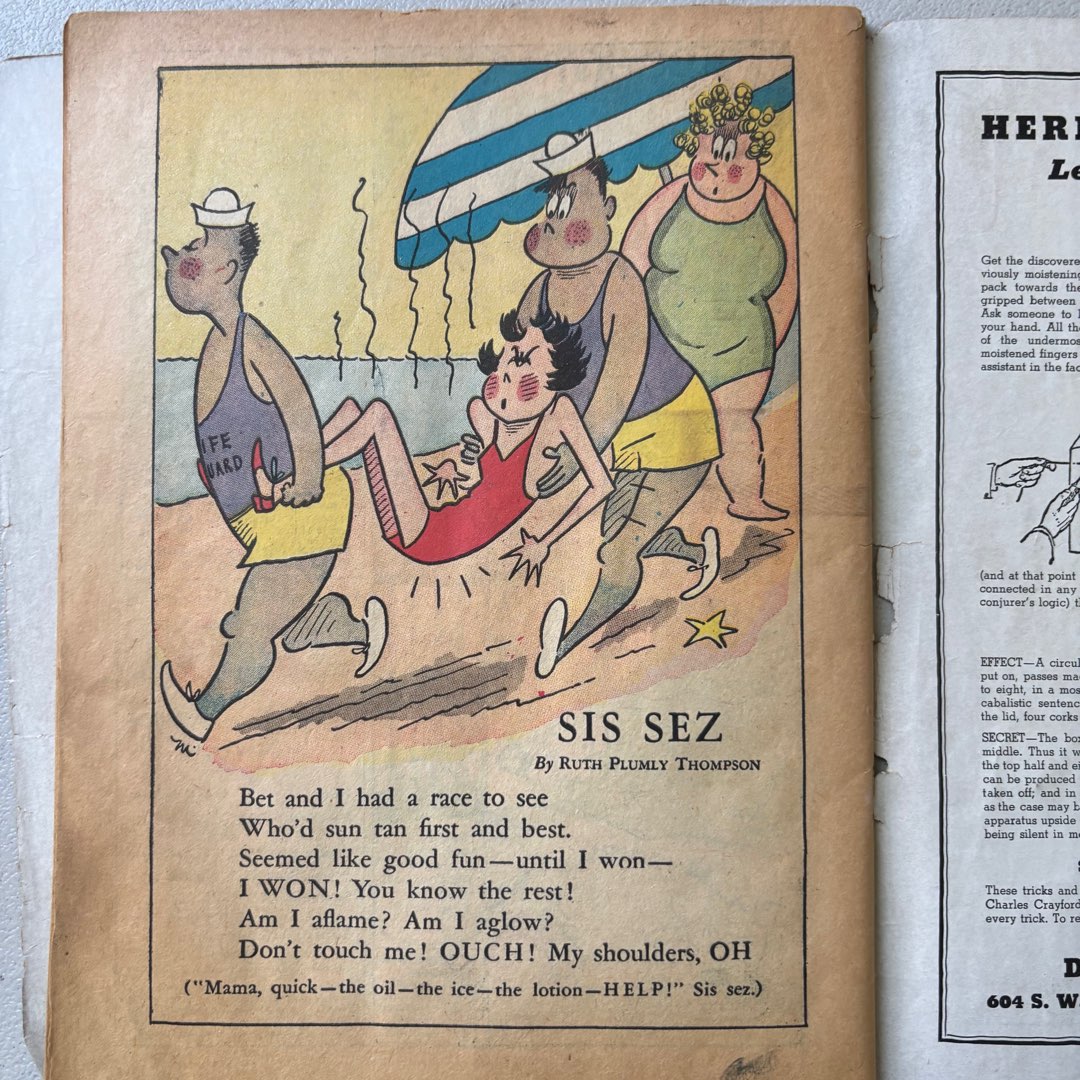 IFE
UARD
SIS SEZ
By RUTH PLUMLY THOMPSON
Bet and I had a race to see
Who'd sun tan first and best.
Seemed like good fun—until I won—
I WON! You know the rest!
Am I aflame? Am I aglow?
Don't touch me! OUCH! My shoulders, OH
("Mama, quick—the oil—the ice—the lotion—HELP!" Sis sez.)
HER
Le
Get the discovere
viously moistening
pack towards the
gripped between
Ask someone to
your hand. All th
of the undermos
moistened fingers
assistant in the fac
(and at that point
connected in any
conjurer's logic) t
EFFECT—A circul
put on, passes ma
to eight, in a mos
cabalistic sentenc
the lid, four corks
SECRET—The box
middle. Thus it w
the top half and ei
can be produced
taken off; and in
as the case may b
apparatus upside
being silent in m
These tricks and
Charles Crayford
every trick. To re
D
604 S. W